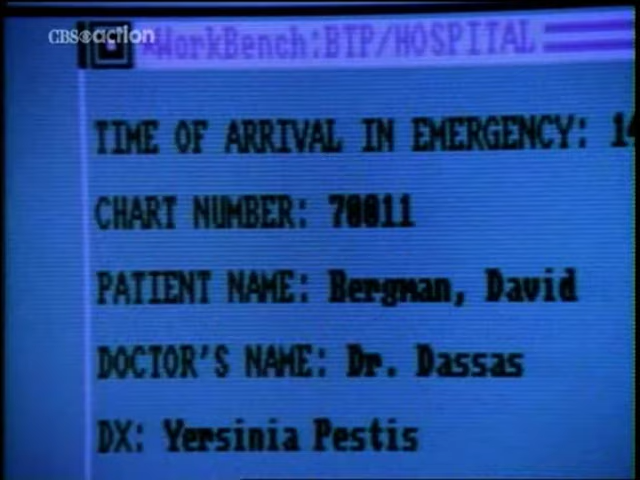 CBS action
WorkBench:BTP/HOSPITAL
TIME OF ARRIVAL IN EMERGENCY: 1
CHART NUMBER: 70011
PATIENT NAME: Bergman, David
DOCTOR'S NAME: Dr. Dassas
DX: Yersinia Pestis